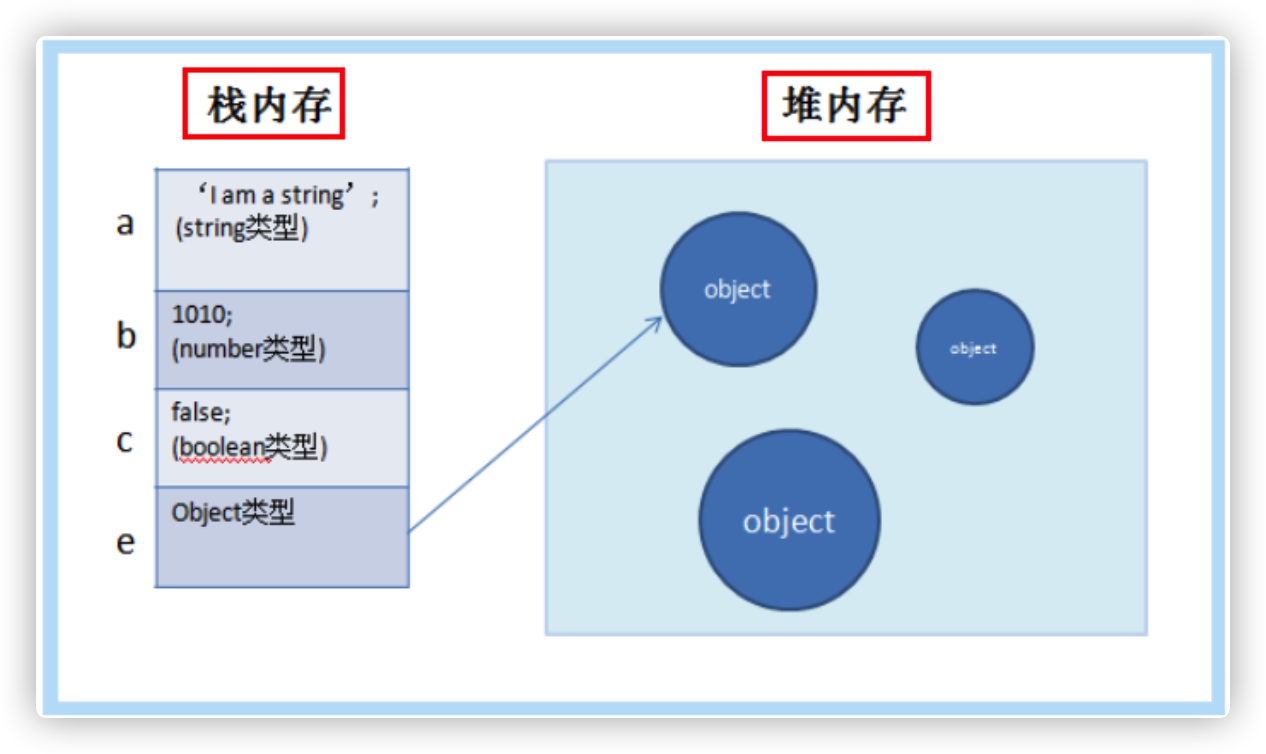 栈内存
堆内存
a
‘I am a string’;
(string类型)
b
1010;
(number类型)
c
false;
(boolean类型)
e
Object类型
object
object
object